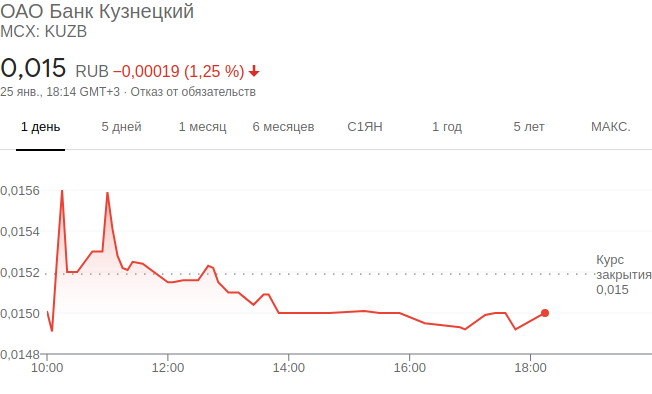 ОАО Банк Кузнецкий
MCX: KUZB
0,015 RUB −0,00019 (1,25 %)
25 янв., 18:14 GMT+3 · Отказ от обязательств
1 день 5 дней 1 месяц 6 месяцев С1ЯН 1 год 5 лет МАКС.
0,0156
0,0154
0,0152
0,0150
0,0148
Курс
закрытия
0,015
10:00 12:00 14:00 16:00 18:00